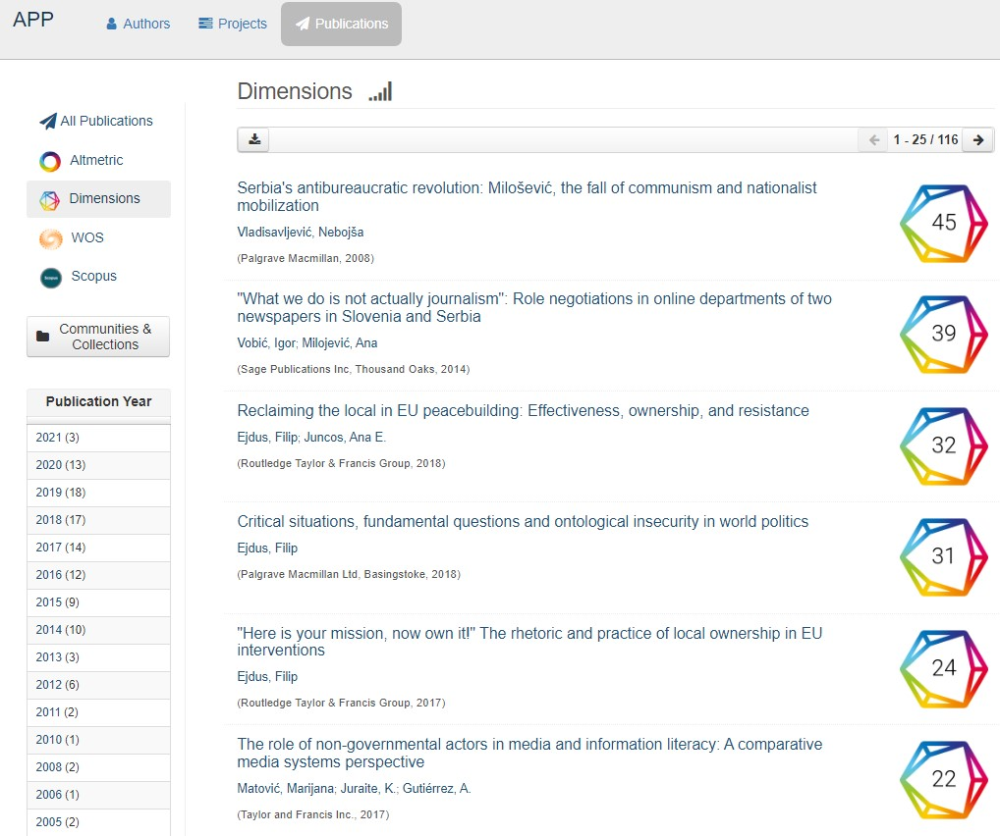 APP
Authors
Projects
Publications
All Publications
Altmetric
Dimensions
WOS
Scopus
Communities &
Collections
Publication Year
2021 (3)
2020 (13)
2019 (18)
2018 (17)
2017 (14)
2016 (12)
2015 (9)
2014 (10)
2013 (3)
2012 (6)
2011 (2)
2010 (1)
2008 (2)
2006 (1)
2005 (2)
Dimensions
1 - 25 / 116
Serbia's antibureaucratic revolution: Milošević, the fall of communism and nationalist
mobilization
Vladisavljević, Nebojša
(Palgrave Macmillan, 2008)
45
"What we do is not actually journalism": Role negotiations in online departments of two
newspapers in Slovenia and Serbia
Vobić, Igor; Milojević, Ana
(Sage Publications Inc, Thousand Oaks, 2014)
39
Reclaiming the local in EU peacebuilding: Effectiveness, ownership, and resistance
Ejdus, Filip; Juncos, Ana E.
(Routledge Taylor & Francis Group, 2018)
32
Critical situations, fundamental questions and ontological insecurity in world politics
Ejdus, Filip
(Palgrave Macmillan Ltd, Basingstoke, 2018)
31
"Here is your mission, now own it!" The rhetoric and practice of local ownership in EU
interventions
Ejdus, Filip
(Routledge Taylor & Francis Group, 2017)
24
The role of non-governmental actors in media and information literacy: A comparative
media systems perspective
Matović, Marijana; Juraite, K.; Gutiérrez, A.
(Taylor and Francis Inc., 2017)
22